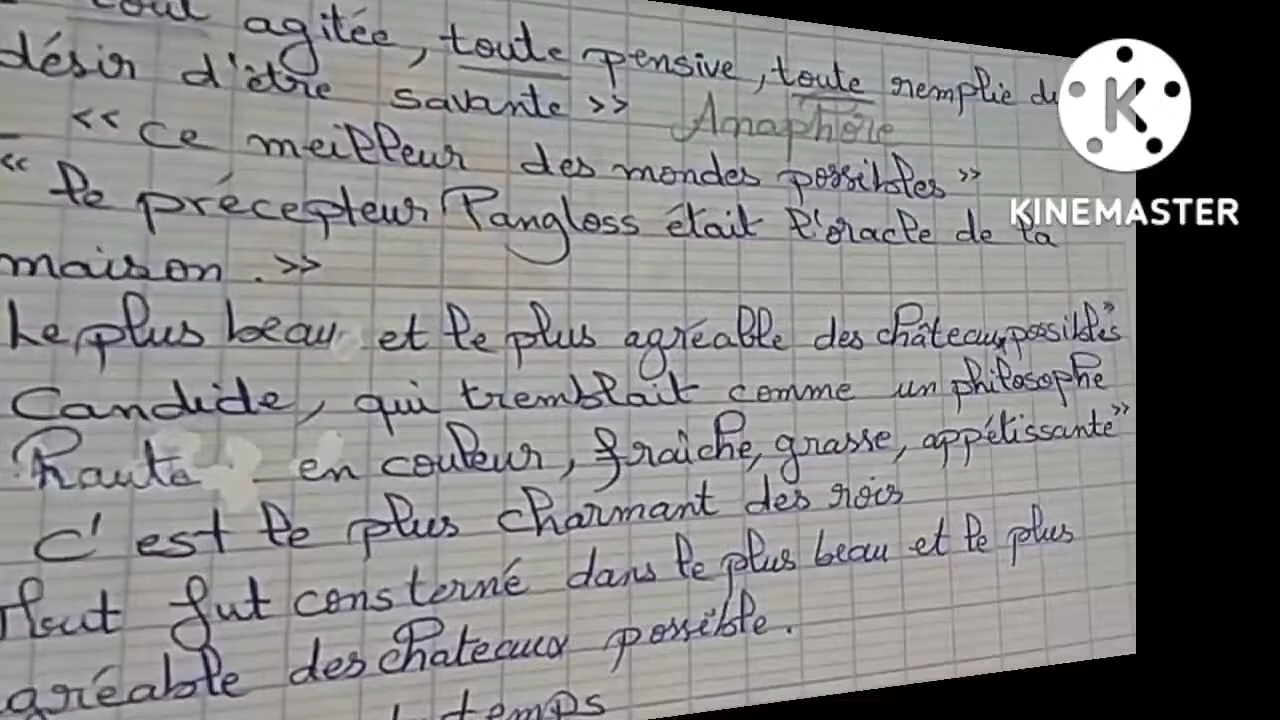 tout agitée, toute pensive, toute remplie du
désir d'être savante >> Anaphore
- << Ce meilleur des mondes possibles >>
<< le précepteur Pangloss était l'oracle de la
maison. >>
Le plus beau et le plus agréable des châteaux possibles"
Candide, qui tremblait comme un philosophe
Haute en couleur, fraîche, grasse, appétissante"
C'est le plus charmant des rois
Tout fut consterné dans le plus beau et le plus
agréable des chateaux possible.
temps
KINEMASTER